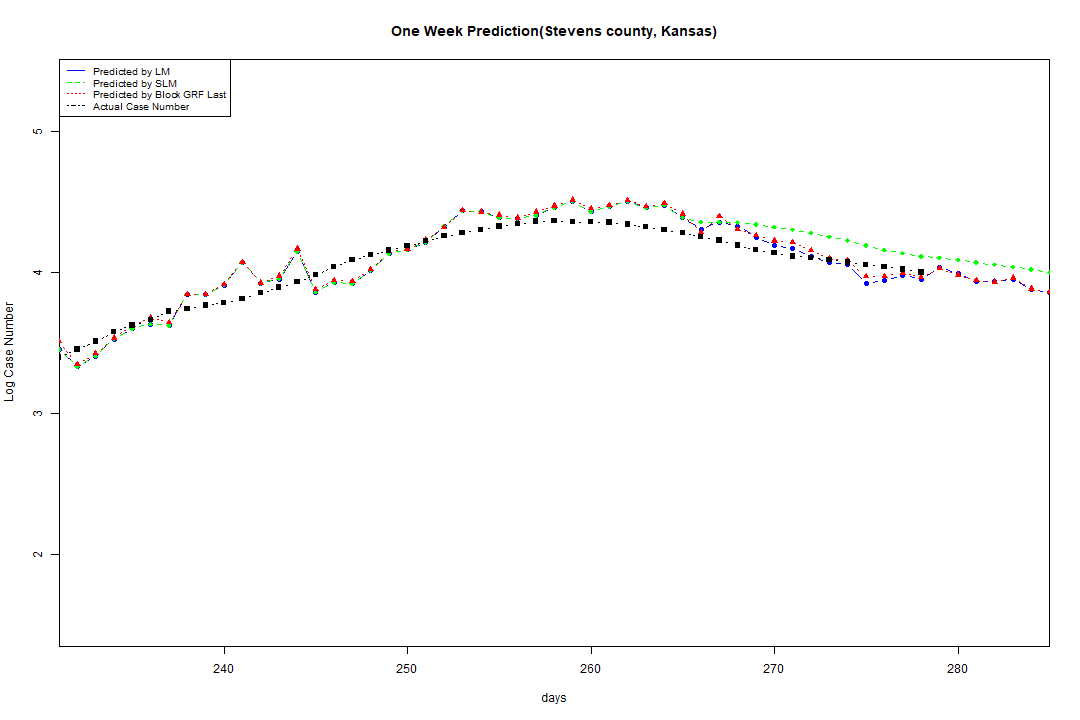 One Week Prediction(Stevens county, Kansas)
Predicted by LM
Predicted by SLM
Predicted by Block GRF Last
Actual Case Number
5
4
3
2
Log Case Number
240 250 260 270 280
days